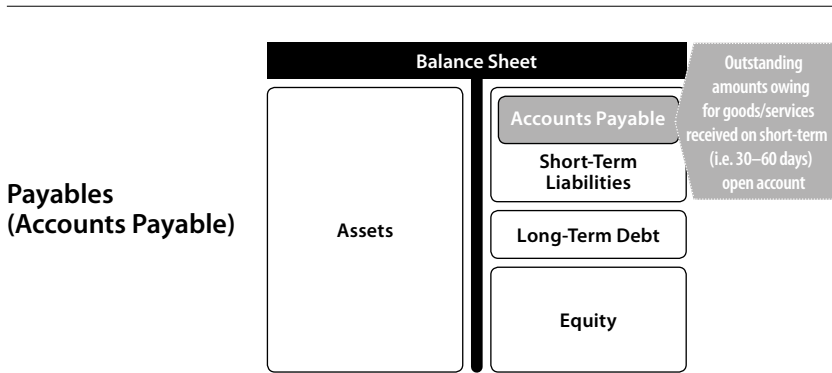 Balance Sheet
Outstanding
amounts owing
for goods/services
received on short-term
(i.e. 30–60 days)
open account
Accounts Payable
Short-Term
Liabilities
Payables
(Accounts Payable)
Assets
Long-Term Debt
Equity